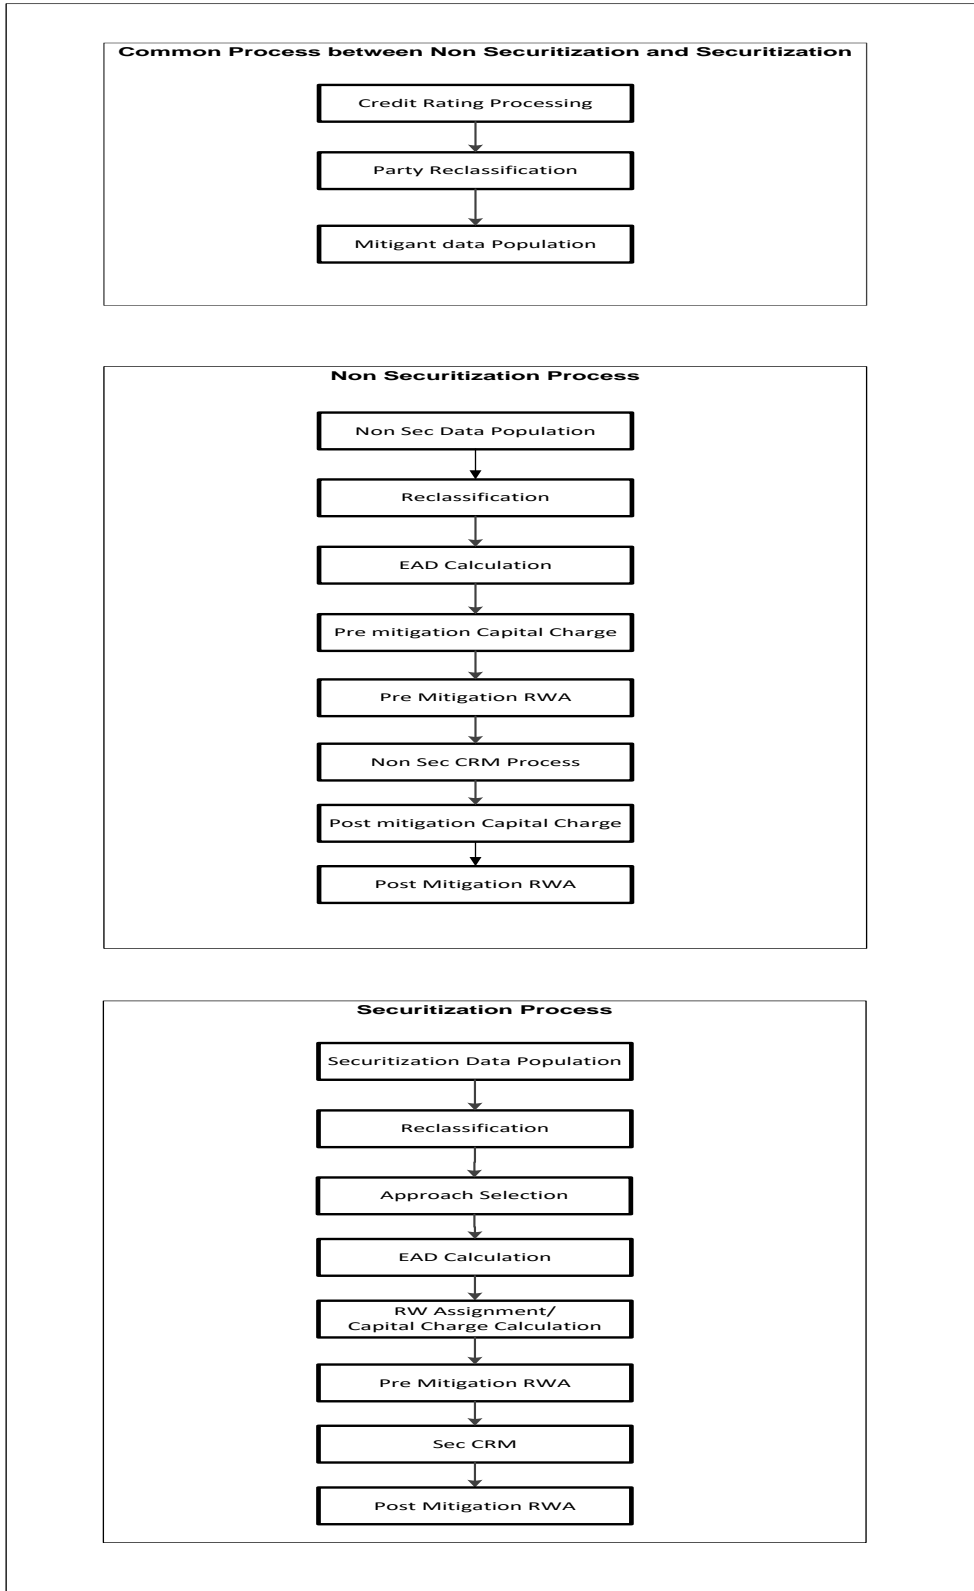 Common Process between Non Securitization and Securitization
Credit Rating Processing
Party Reclassification
Mitigant data Population
Non Securitization Process
Non Sec Data Population
Reclassification
EAD Calculation
Pre mitigation Capital Charge
Pre Mitigation RWA
Non Sec CRM Process
Post mitigation Capital Charge
Post Mitigation RWA
Securitization Process
Securitization Data Population
Reclassification
Approach Selection
EAD Calculation
RW Assignment/
Capital Charge Calculation
Pre Mitigation RWA
Sec CRM
Post Mitigation RWA